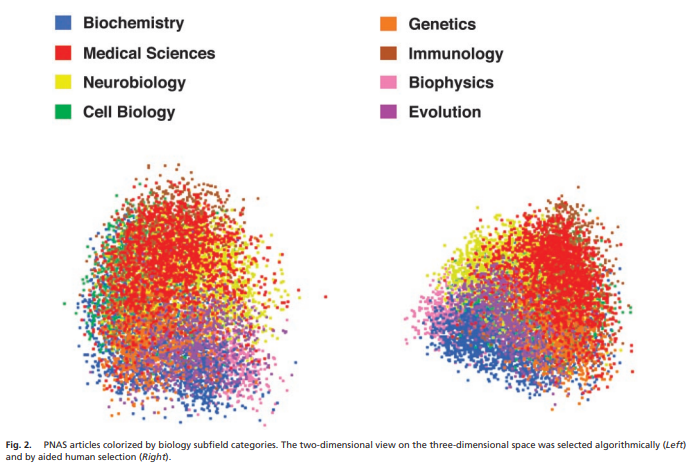 Biochemistry
Medical Sciences
Neurobiology
Cell Biology
Genetics
Immunology
Biophysics
Evolution
Fig. 2. PNAS articles colorized by biology subfield categories. The two-dimensional view on the three-dimensional space was selected algorithmically (Left)
and by aided human selection (Right).